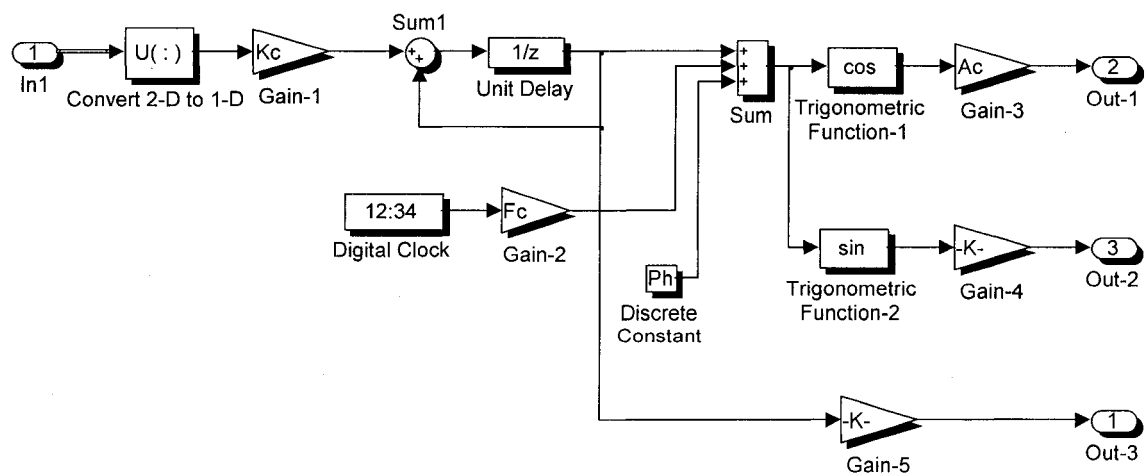 Sum1
1
In1
U( : )
Convert 2-D to 1-D
Kc
Gain-1
+
+
1/z
Unit Delay
+
+
+
Sum
cos
Trigonometric
Function-1
Ac
Gain-3
2
Out-1
12:34
Digital Clock
Fc
Gain-2
Ph
Discrete
Constant
sin
Trigonometric
Function-2
-K-
Gain-4
3
Out-2
-K-
Gain-5
1
Out-3